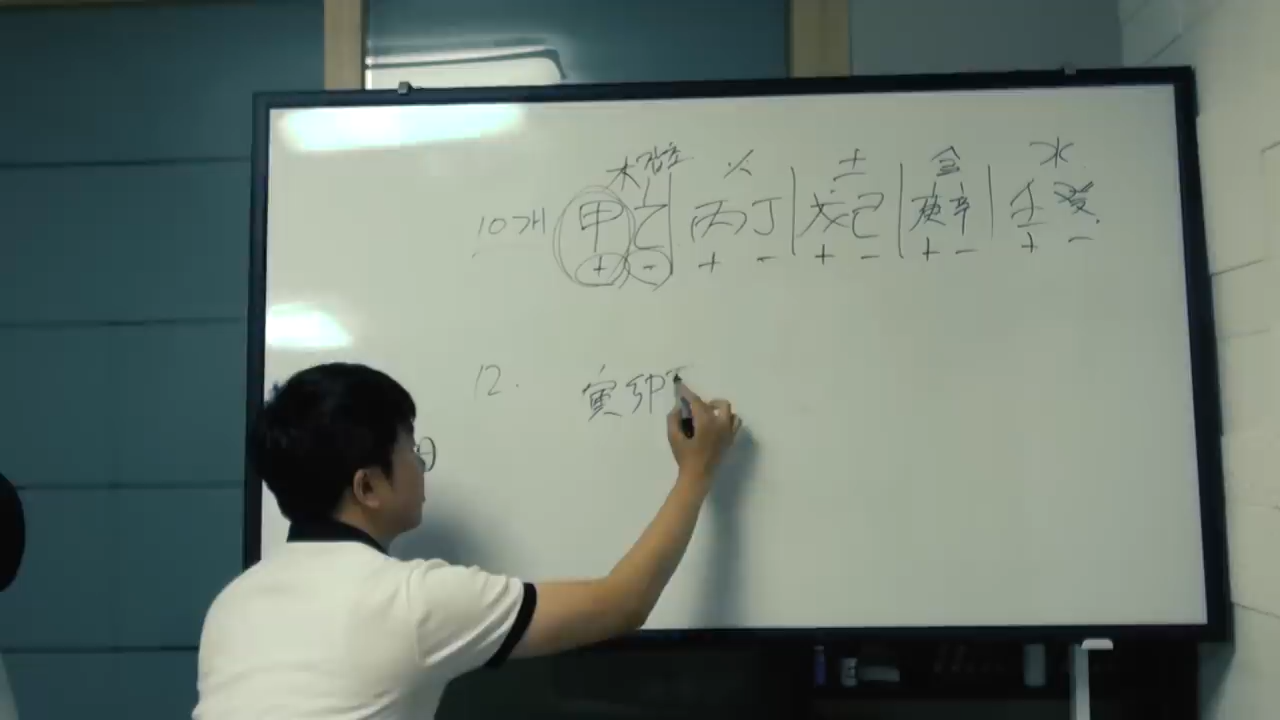 木 火 土 金 水
10개 甲乙 丙丁 戊己 庚辛 壬癸
+ - + - + - + - + -
12. 寅卯